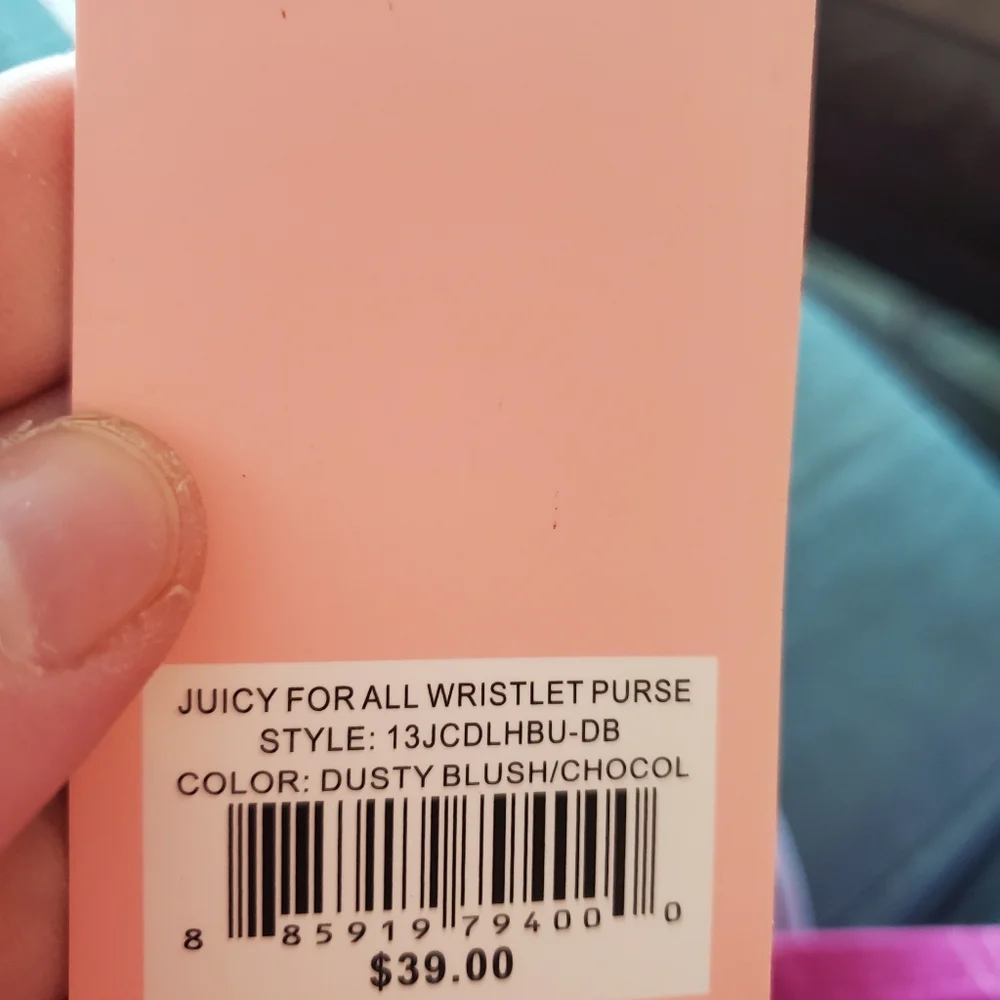 JUICY FOR ALL WRISTLET PURSE
STYLE: 13JCDLHBU-DB
COLOR: DUSTY BLUSH/CHOCOL
8 85919 79400 0
$39.00